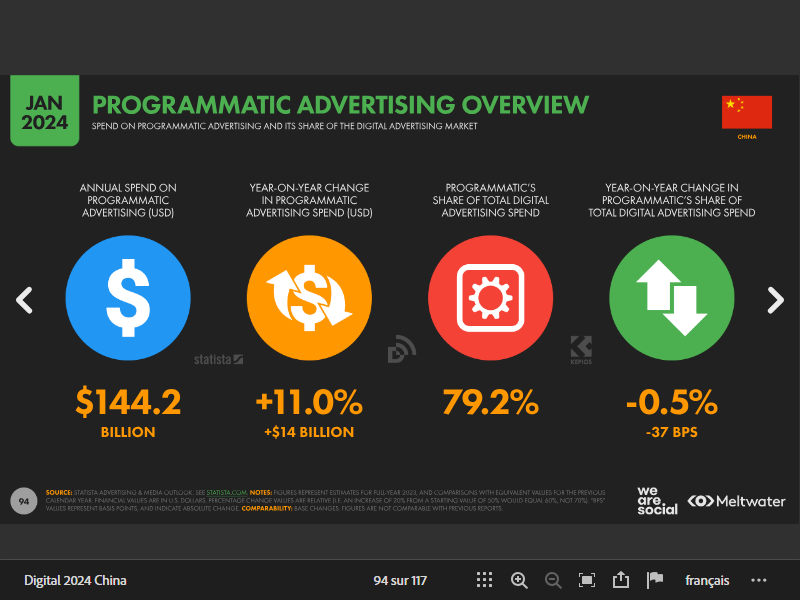 JAN
2024
PROGRAMMATIC ADVERTISING OVERVIEW
SPEND ON PROGRAMMATIC ADVERTISING AND ITS SHARE OF THE DIGITAL ADVERTISING MARKET
CHINA
ANNUAL SPEND ON
PROGRAMMATIC
ADVERTISING (USD)
YEAR-ON-YEAR CHANGE
IN PROGRAMMATIC
ADVERTISING SPEND (USD)
PROGRAMMATIC'S
SHARE OF TOTAL DIGITAL
ADVERTISING SPEND
YEAR-ON-YEAR CHANGE IN
PROGRAMMATIC'S SHARE OF
TOTAL DIGITAL ADVERTISING SPEND
$
$
statista
KEPIOS
$144.2
BILLION
+11.0%
+$14 BILLION
79.2%
-0.5%
-37 BPS
94
SOURCE: STATISTA ADVERTISING & MEDIA OUTLOOK. SEE STATISTA.COM. NOTES: FIGURES REPRESENT ESTIMATES FOR FULL-YEAR 2023, AND COMPARISONS WITH EQUIVALENT VALUES FOR THE PREVIOUS
CALENDAR YEAR. FINANCIAL VALUES ARE IN U.S. DOLLARS. PERCENTAGE CHANGE VALUES ARE RELATIVE (I.E. AN INCREASE OF 20% FROM A STARTING VALUE OF 50% WOULD EQUAL 60%, NOT 70%). "BPS"
VALUES REPRESENT BASIS POINTS, AND INDICATE ABSOLUTE CHANGE. COMPARABILITY: BASE CHANGES. FIGURES ARE NOT COMPARABLE WITH PREVIOUS REPORTS.
we
are.
social
Meltwater
Digital 2024 China
94 sur 117
français